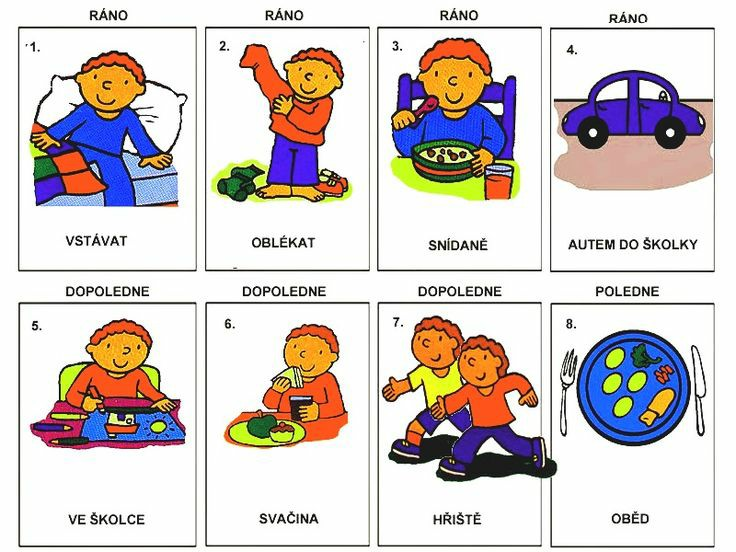 RÁNO
1.
VSTÁVAT
RÁNO
2.
OBLÉKAT
RÁNO
3.
SNÍDANĚ
RÁNO
4.
AUTEM DO ŠKOLKY
DOPOLEDNE
5.
VE ŠKOLCE
DOPOLEDNE
6.
SVAČINA
DOPOLEDNE
7.
HŘIŠTĚ
POLEDNE
8.
OBĚD